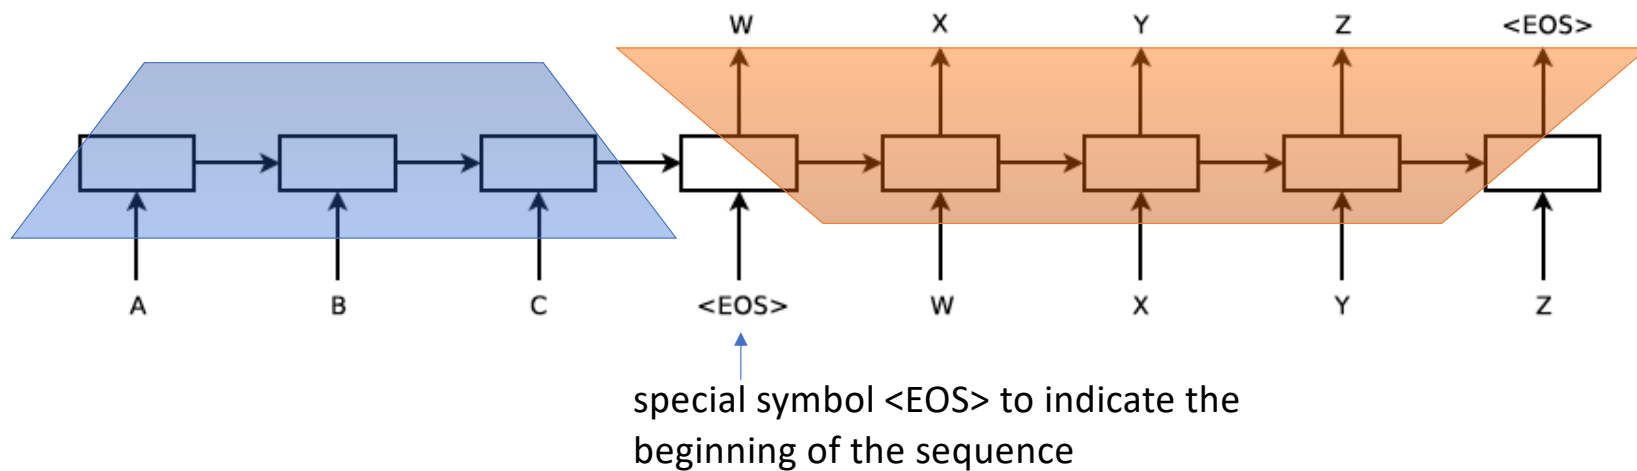 W X Y Z <EOS>
A B C <EOS> W X Y Z
special symbol <EOS> to indicate the
beginning of the sequence